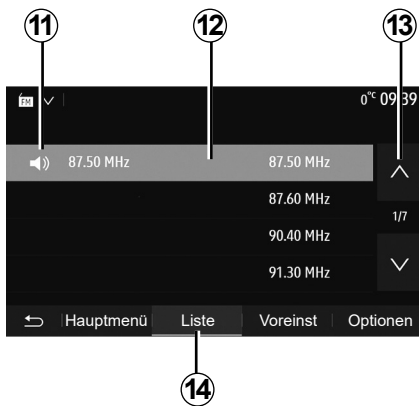 11 12 13
FM 0°C 09:39
87.50 MHz 87.50 MHz
87.60 MHz
1/7
90.40 MHz
91.30 MHz
Hauptmenü Liste Voreinst Optionen
14